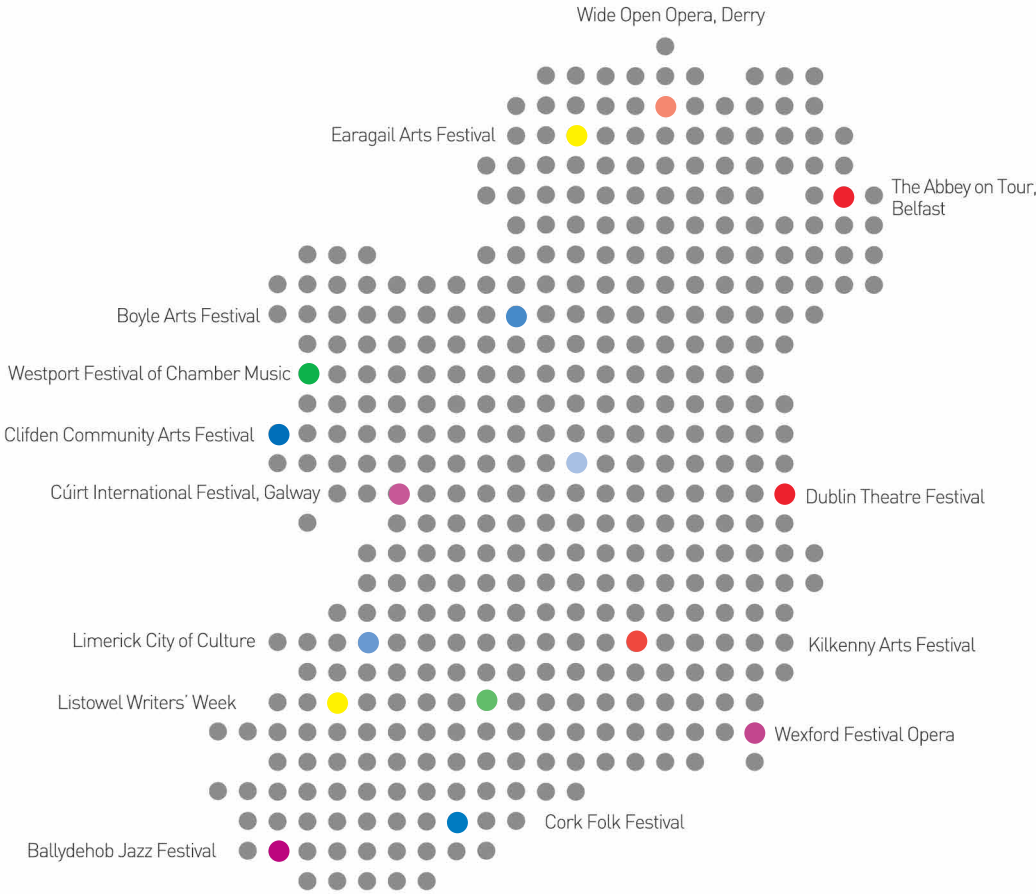 Wide Open Opera, Derry
Earagail Arts Festival
The Abbey on Tour,
Belfast
Boyle Arts Festival
Westport Festival of Chamber Music
Clifden Community Arts Festival
Cúirt International Festival, Galway
Dublin Theatre Festival
Limerick City of Culture
Kilkenny Arts Festival
Listowel Writers´ Week
Wexford Festival Opera
Cork Folk Festival
Ballydehob Jazz Festival